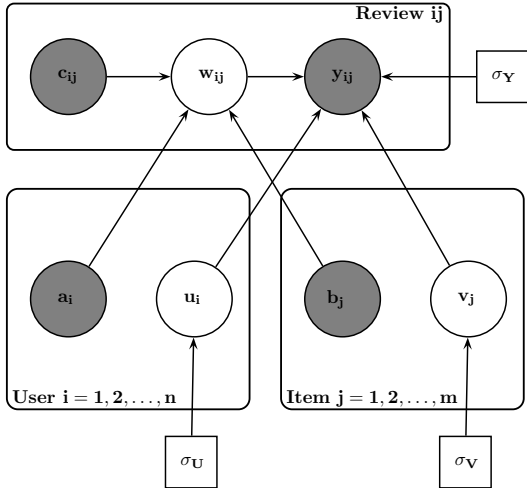 Review ij
c_ij
w_ij
y_ij
σ_Y
a_i
u_i
b_j
v_j
User i = 1, 2, ..., n
Item j = 1, 2, ..., m
σ_U
σ_V